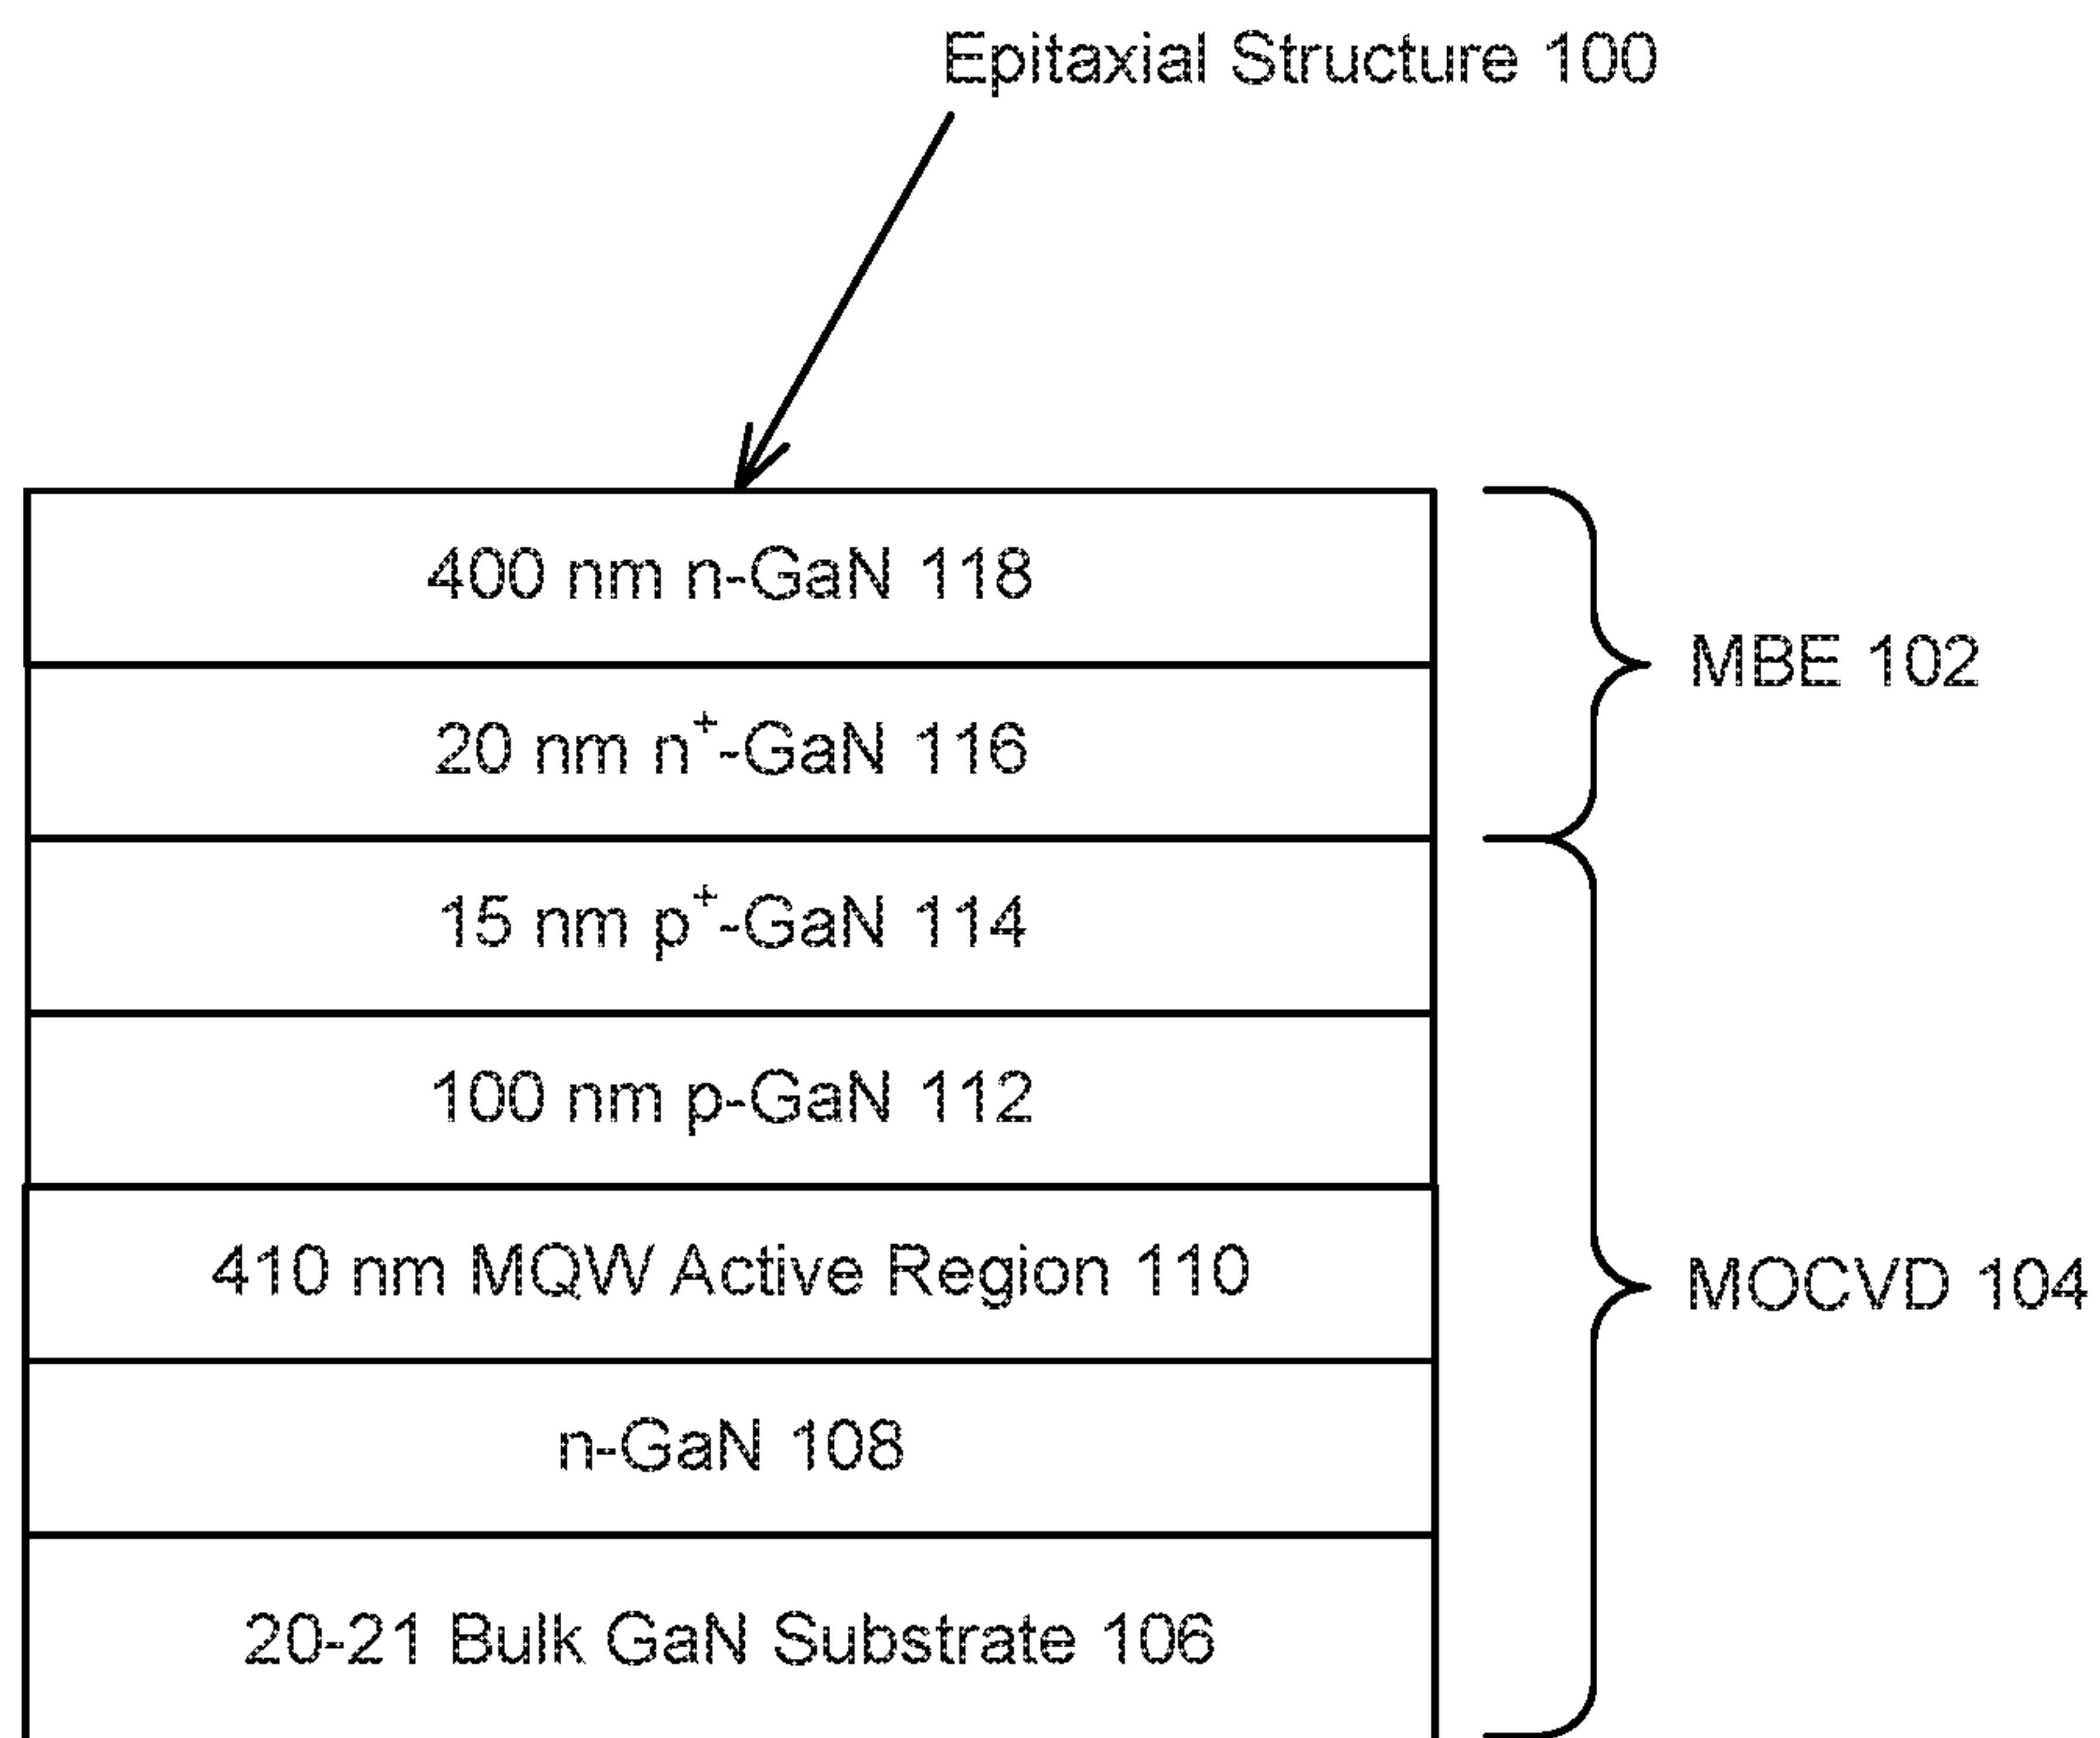 Epitaxial Structure 100
400 nm n-GaN 118
MBE 102
20 nm n⁺-GaN 116
15 nm p⁺-GaN 114
100 nm p-GaN 112
410 nm MQW Active Region 110
MOCVD 104
n-GaN 108
20-21 Bulk GaN Substrate 106